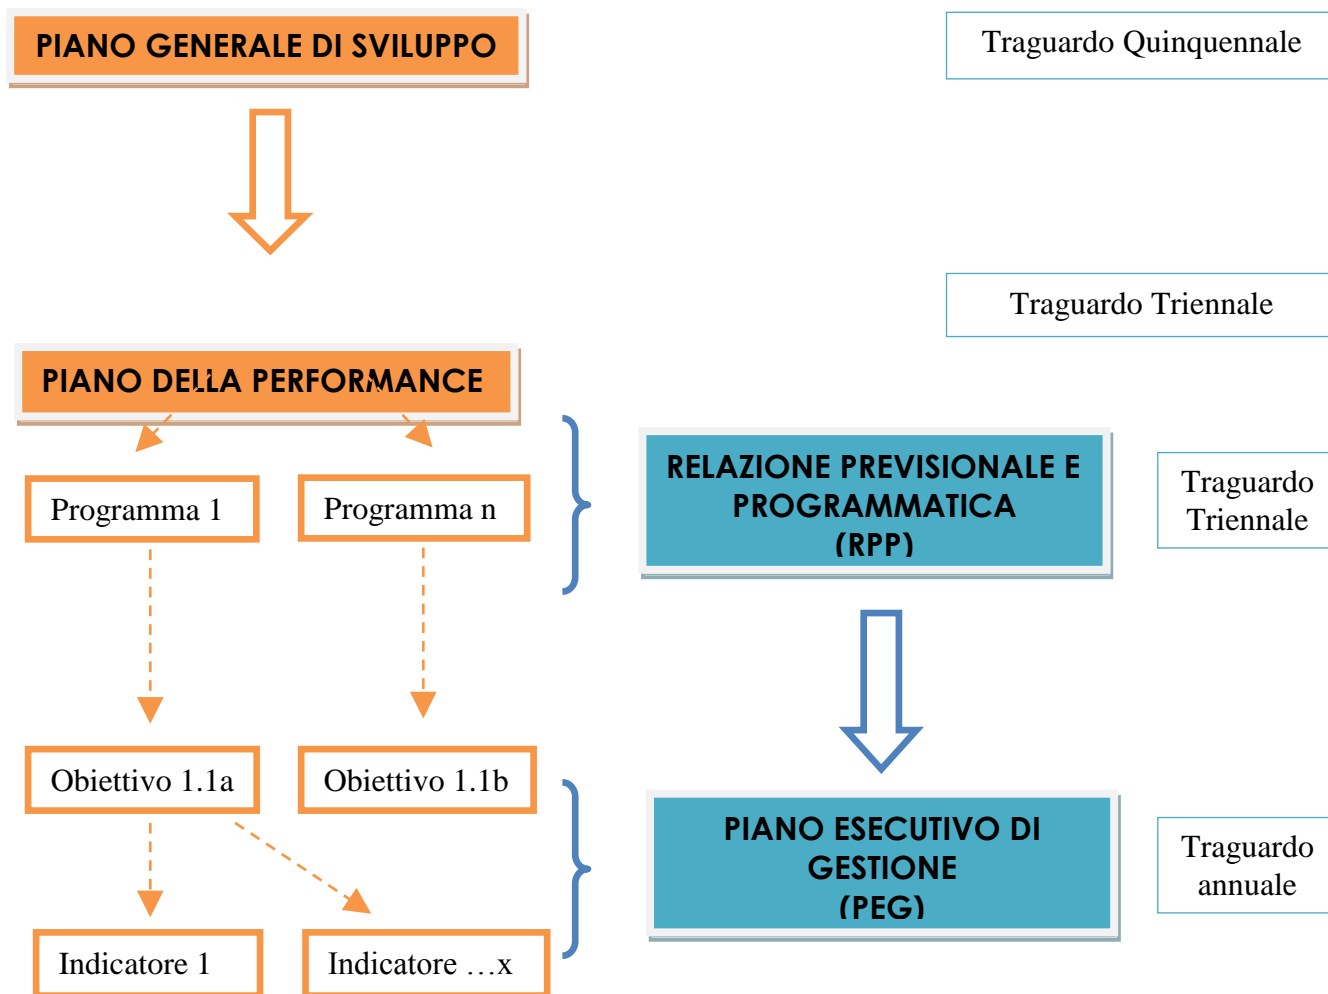 PIANO GENERALE DI SVILUPPO
Traguardo Quinquennale
Traguardo Triennale
PIANO DELLA PERFORMANCE
RELAZIONE PREVISIONALE E
PROGRAMMATICA
(RPP)
Traguardo
Triennale
Programma 1
Programma n
Obiettivo 1.1a
Obiettivo 1.1b
PIANO ESECUTIVO DI
GESTIONE
(PEG)
Traguardo
annuale
Indicatore 1
Indicatore …x